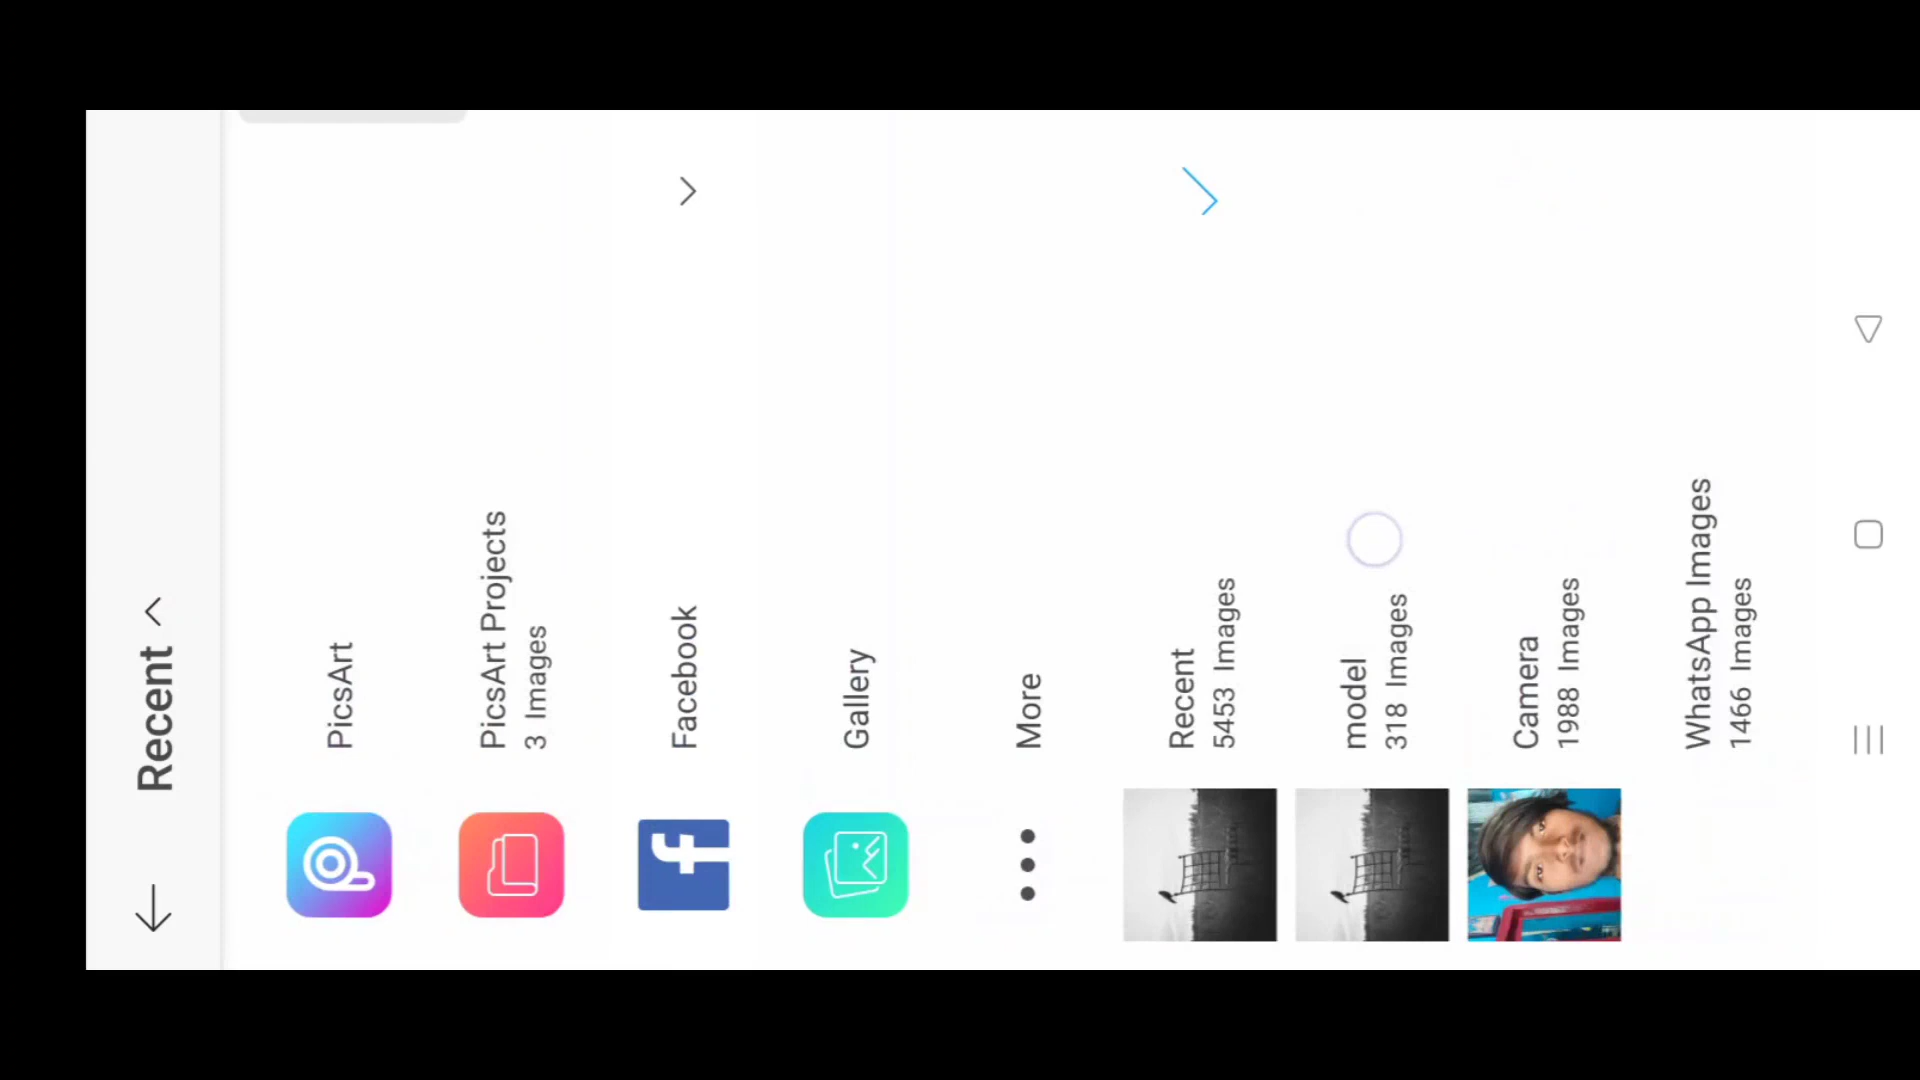 Recent
PicsArt
PicsArt Projects
3 Images
Facebook
Gallery
More
Recent
5453 Images
model
318 Images
Camera
1988 Images
WhatsApp Images
1466 Images